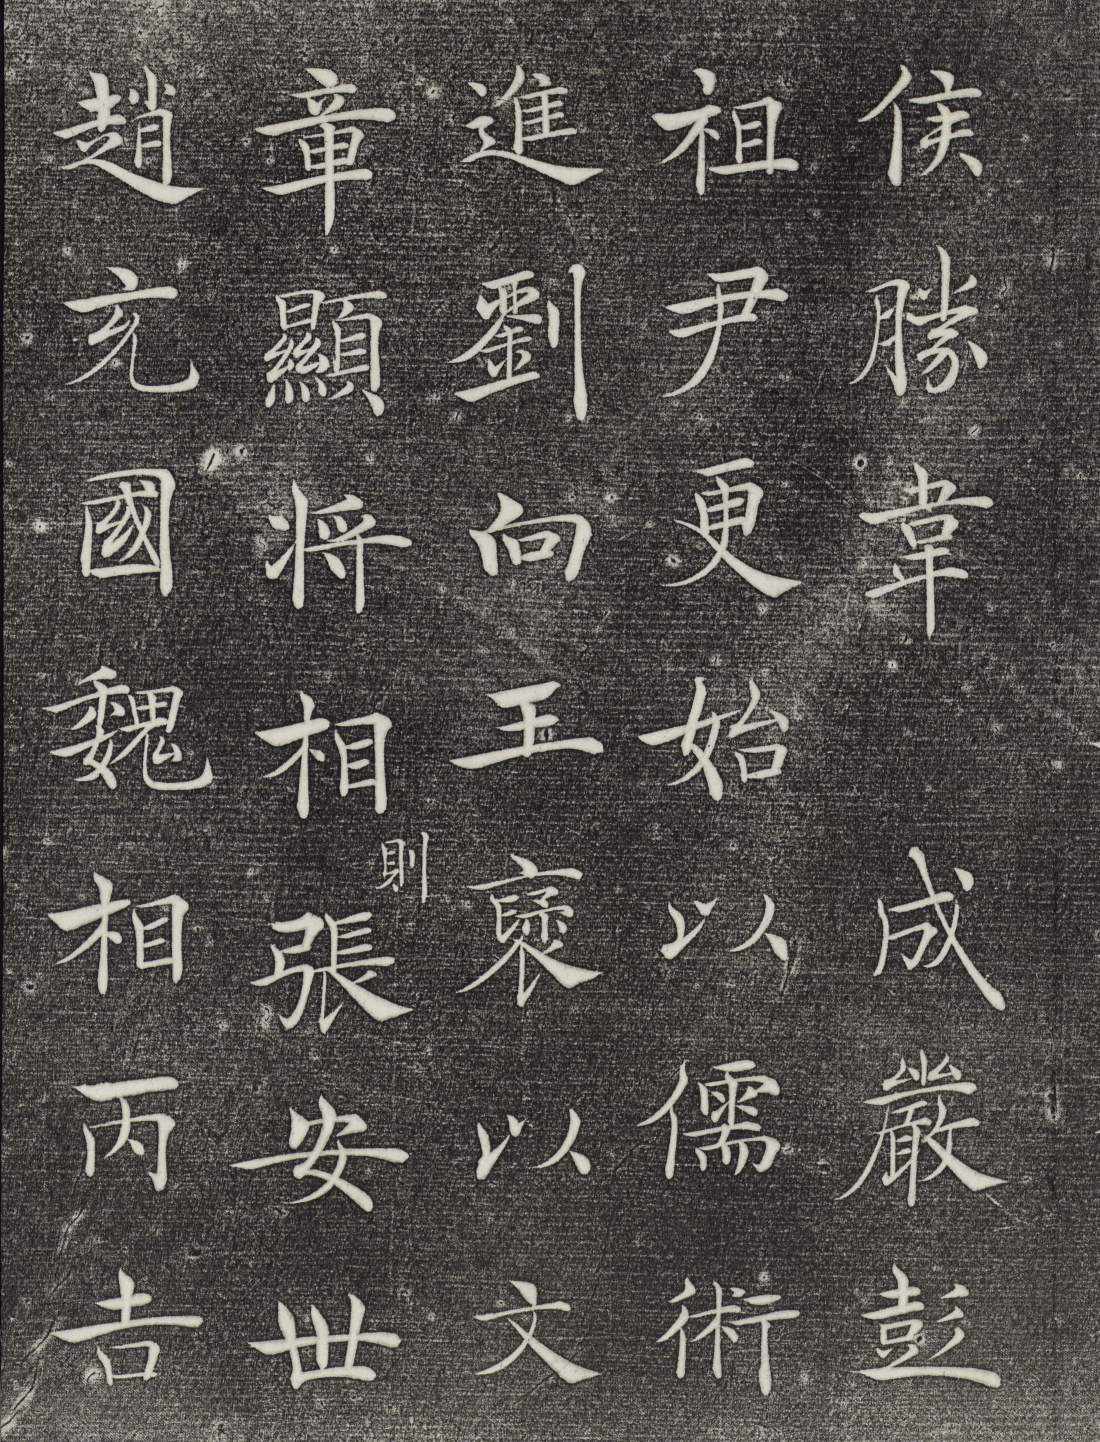 侯勝韋成嚴彭
祖尹更始以儒術
進劉向王襃以文
章顯將相則張安世
趙充國魏相丙吉